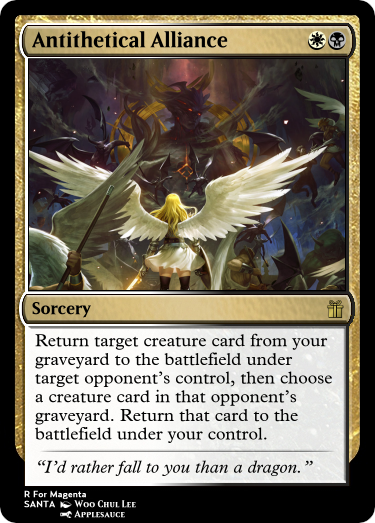 Antithetical Alliance
Sorcery
Return target creature card from your
graveyard to the battlefield under
target opponent's control, then choose
a creature card in that opponent's
graveyard. Return that card to the
battlefield under your control.
“I'd rather fall to you than a dragon.”
R For Magenta
SANTA Woo Chul Lee
Applesauce